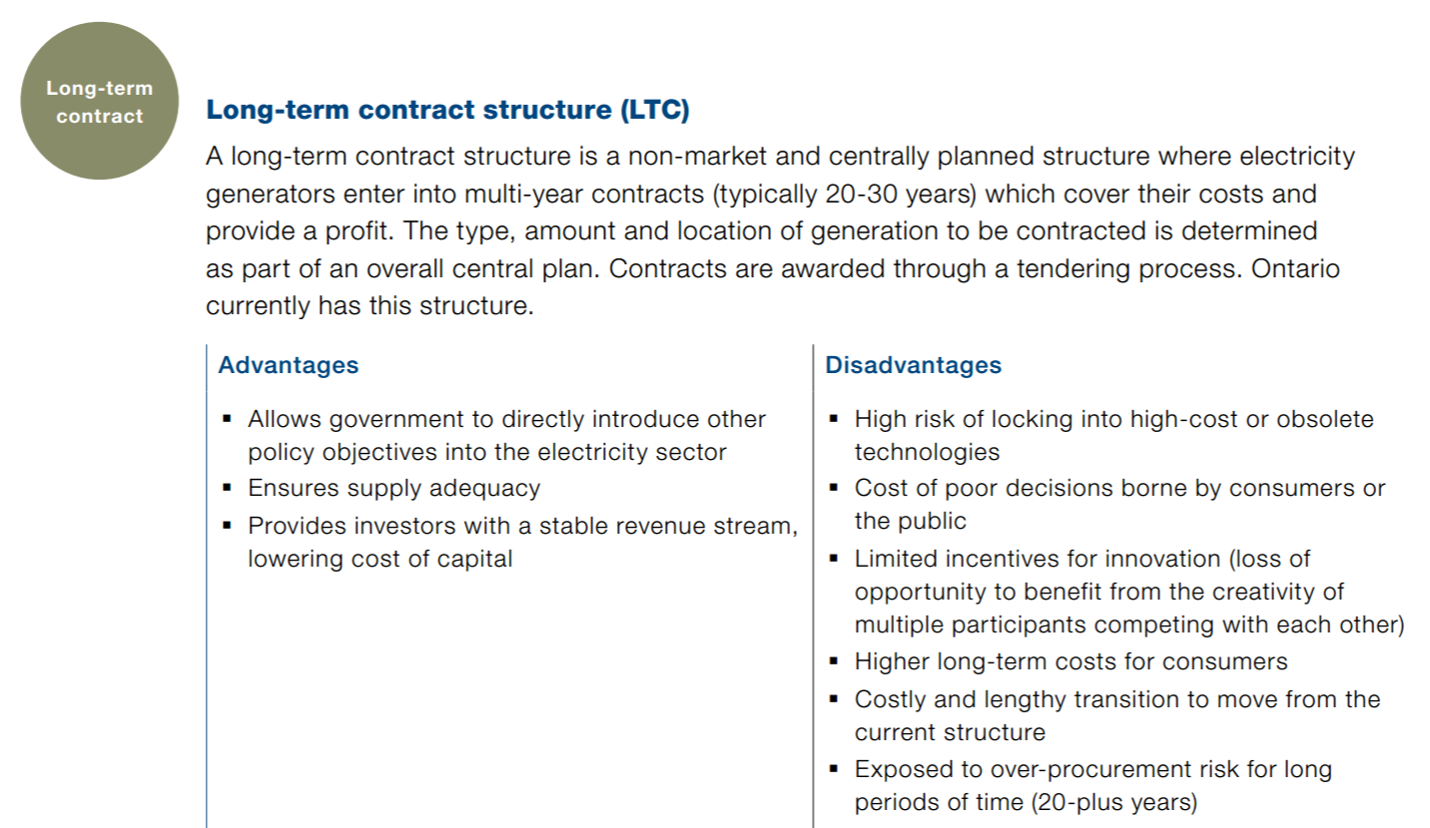 Long-term
contract
Long-term contract structure (LTC)
A long-term contract structure is a non-market and centrally planned structure where electricity
generators enter into multi-year contracts (typically 20-30 years) which cover their costs and
provide a profit. The type, amount and location of generation to be contracted is determined
as part of an overall central plan. Contracts are awarded through a tendering process. Ontario
currently has this structure.
Advantages
▪ Allows government to directly introduce other
policy objectives into the electricity sector
▪ Ensures supply adequacy
▪ Provides investors with a stable revenue stream,
lowering cost of capital
Disadvantages
▪ High risk of locking into high-cost or obsolete
technologies
▪ Cost of poor decisions borne by consumers or
the public
▪ Limited incentives for innovation (loss of
opportunity to benefit from the creativity of
multiple participants competing with each other)
▪ Higher long-term costs for consumers
▪ Costly and lengthy transition to move from the
current structure
▪ Exposed to over-procurement risk for long
periods of time (20-plus years)